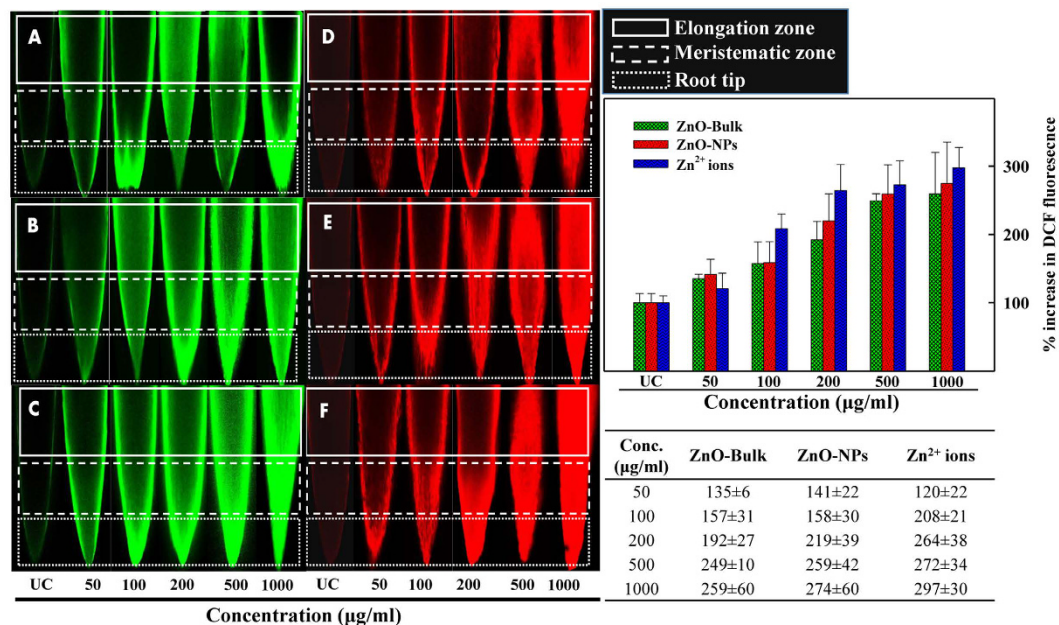 A
D
B
E
C
F
UC 50 100 200 500 1000 UC 50 100 200 500 1000
Concentration (µg/ml)
Elongation zone
Meristematic zone
Root tip
ZnO-Bulk
ZnO-NPs
Zn²⁺ ions
300
200
100
% increase in DCF fluoresecnce
UC 50 100 200 500 1000
Concentration (µg/ml)
Conc. (µg/ml) ZnO-Bulk ZnO-NPs Zn²⁺ ions
50 135±6 141±22 120±22
100 157±31 158±30 208±21
200 192±27 219±39 264±38
500 249±10 259±42 272±34
1000 259±60 274±60 297±30